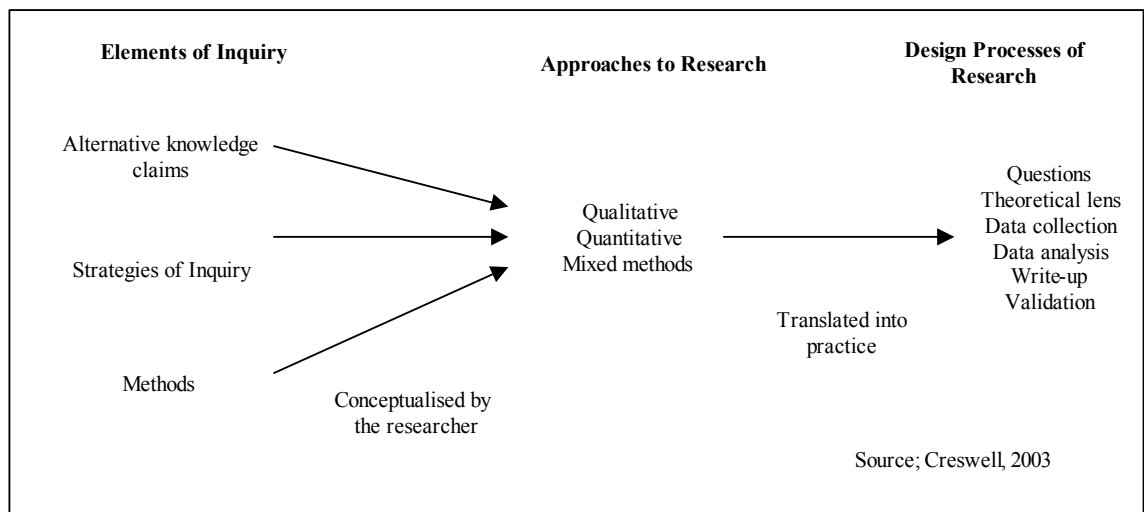 Elements of Inquiry
Approaches to Research
Design Processes of
Research
Alternative knowledge
claims
Strategies of Inquiry
Methods
Conceptualised by
the researcher
Qualitative
Quantitative
Mixed methods
Translated into
practice
Questions
Theoretical lens
Data collection
Data analysis
Write-up
Validation
Source; Creswell, 2003